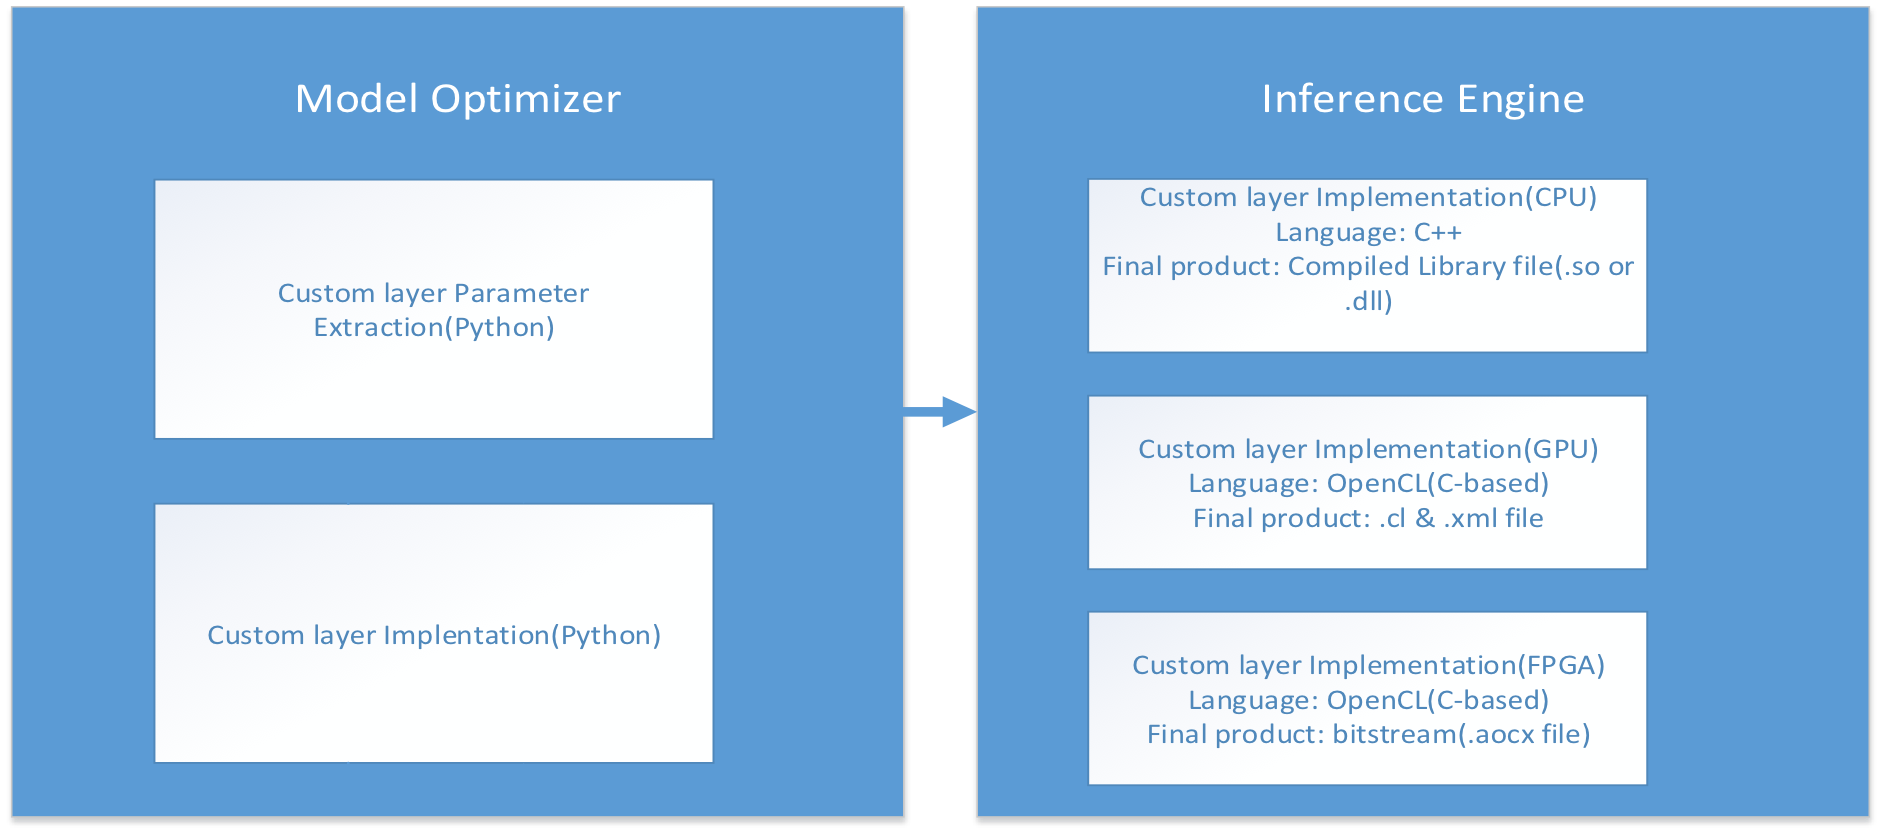 Model Optimizer
Custom layer Parameter
Extraction(Python)
Custom layer Implentation(Python)
Inference Engine
Custom layer Implementation(CPU)
Language: C++
Final product: Compiled Library file(.so or
.dll)
Custom layer Implementation(GPU)
Language: OpenCL(C-based)
Final product: .cl & .xml file
Custom layer Implementation(FPGA)
Language: OpenCL(C-based)
Final product: bitstream(.aocx file)